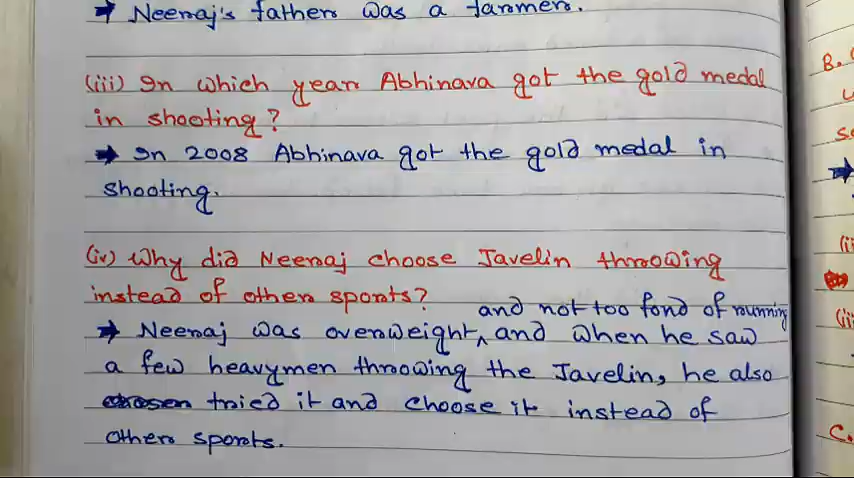 → Neeraj's father was a farmer.
(iii) In which year Abhinava got the gold medal
in shooting?
→ In 2008 Abhinava got the gold medal in
shooting.
(iv) Why did Neeraj choose Javelin throwing
instead of other sports?
and not too fond of running
→ Neeraj was overweight,^ and when he saw
a few heavymen throwing the Javelin, he also
tried it and choose it instead of
other sports.
B.
(i
(ii
C.